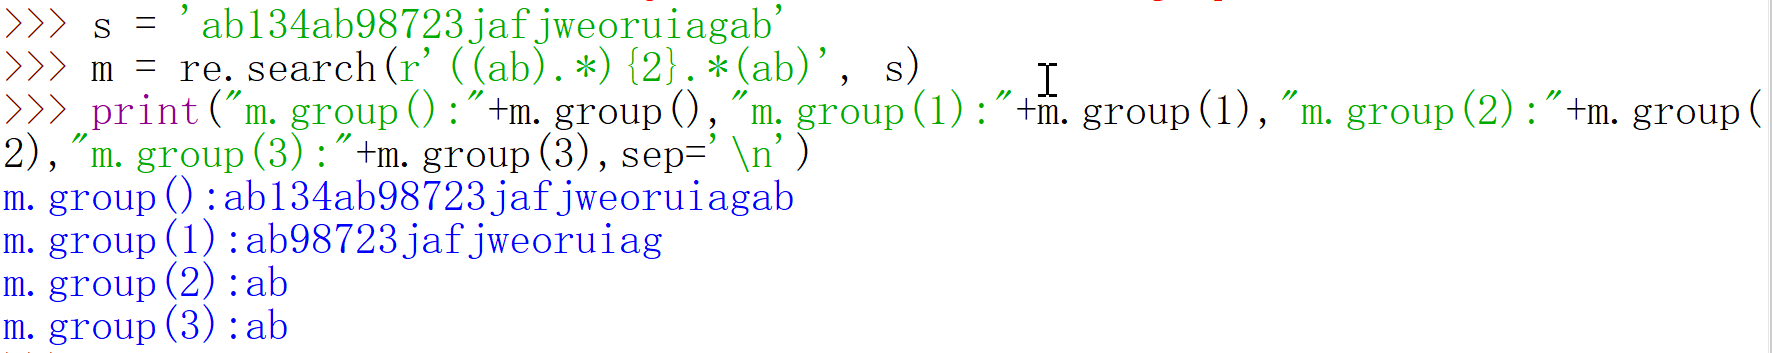 >>> s = 'ab134ab98723jafjweoruiagab'
>>> m = re.search(r'((ab).*){2}.*(ab)', s)
>>> print("m.group():"+m.group(),"m.group(1):"+m.group(1),"m.group(2):"+m.group(
2),"m.group(3):"+m.group(3),sep='\n')
m.group():ab134ab98723jafjweoruiagab
m.group(1):ab98723jafjweoruiag
m.group(2):ab
m.group(3):ab